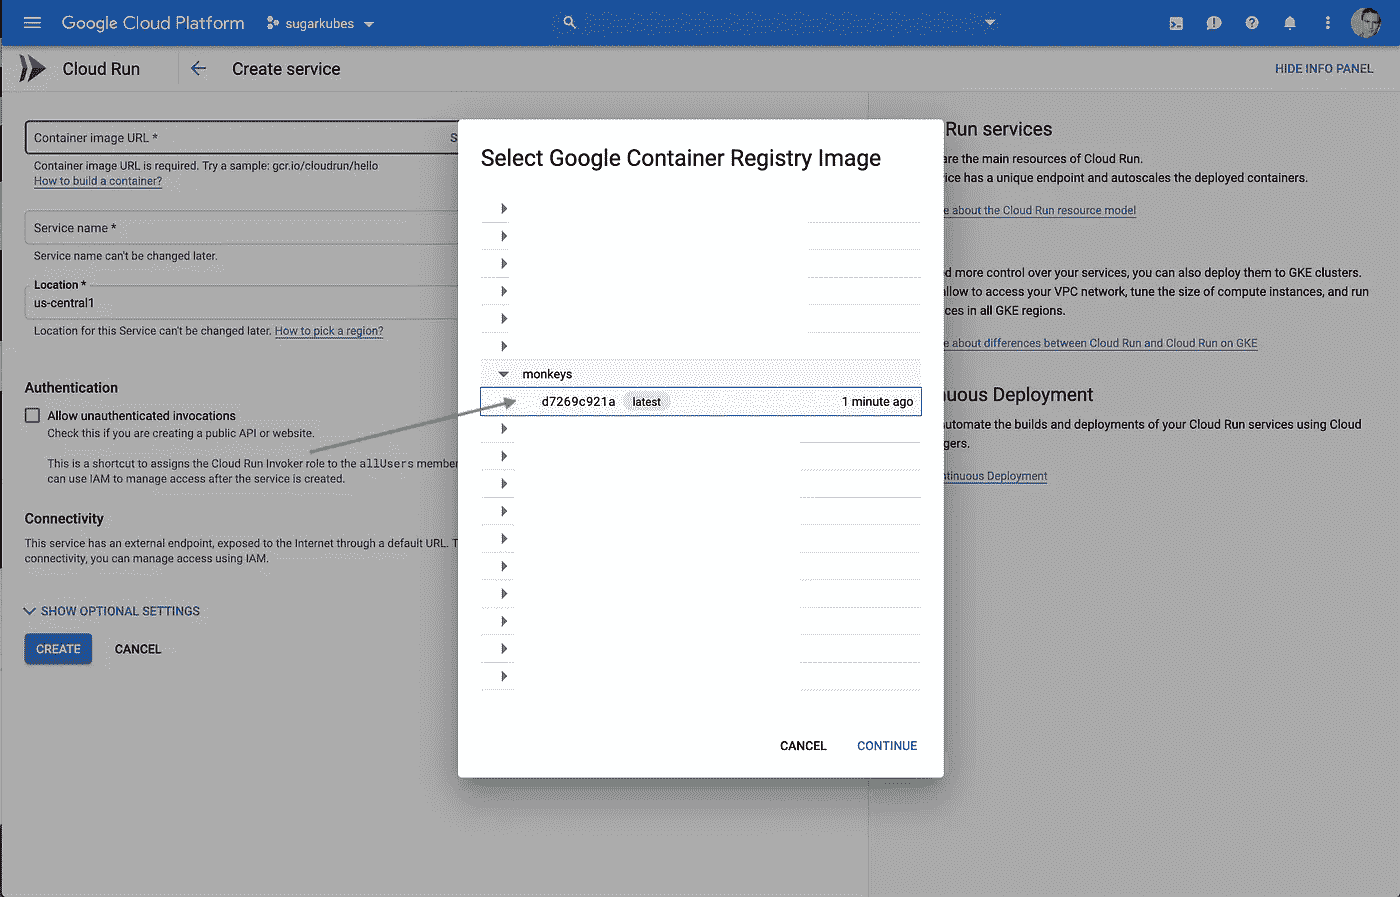 Google Cloud Platform sugarkubes
Cloud Run Create service HIDE INFO PANEL
Container image URL * S
Container image URL is required. Try a sample: gcr.io/cloudrun/hello
How to build a container?
Service name *
Service name can't be changed later.
Location *
us-central1
Location for this Service can't be changed later. How to pick a region?
Authentication
Allow unauthenticated invocations
Check this if you are creating a public API or website.
This is a shortcut to assigns the Cloud Run Invoker role to the allUsers member
can use IAM to manage access after the service is created.
Connectivity
This service has an external endpoint, exposed to the Internet through a default URL. T
connectivity, you can manage access using IAM.
SHOW OPTIONAL SETTINGS
CREATE CANCEL
Select Google Container Registry Image
monkeys
d7269c921a latest 1 minute ago
CANCEL CONTINUE
Run services
are the main resources of Cloud Run.
ice has a unique endpoint and autoscales the deployed containers.
e about the Cloud Run resource model
d more control over your services, you can also deploy them to GKE clusters.
llow to access your VPC network, tune the size of compute instances, and run
ces in all GKE regions.
e about differences between Cloud Run and Cloud Run on GKE
uous Deployment
automate the builds and deployments of your Cloud Run services using Cloud
gers.
ntinuous Deployment